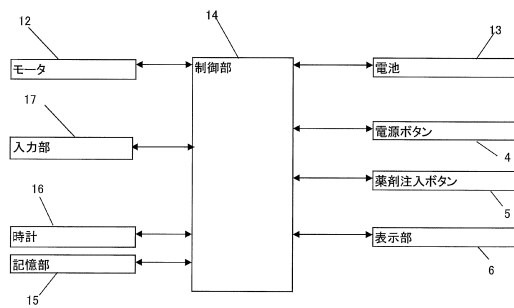 12
14
13
モータ
制御部
電池
17
入力部
電源ボタン
4
薬剤注入ボタン
5
16
時計
記憶部
15
表示部
6